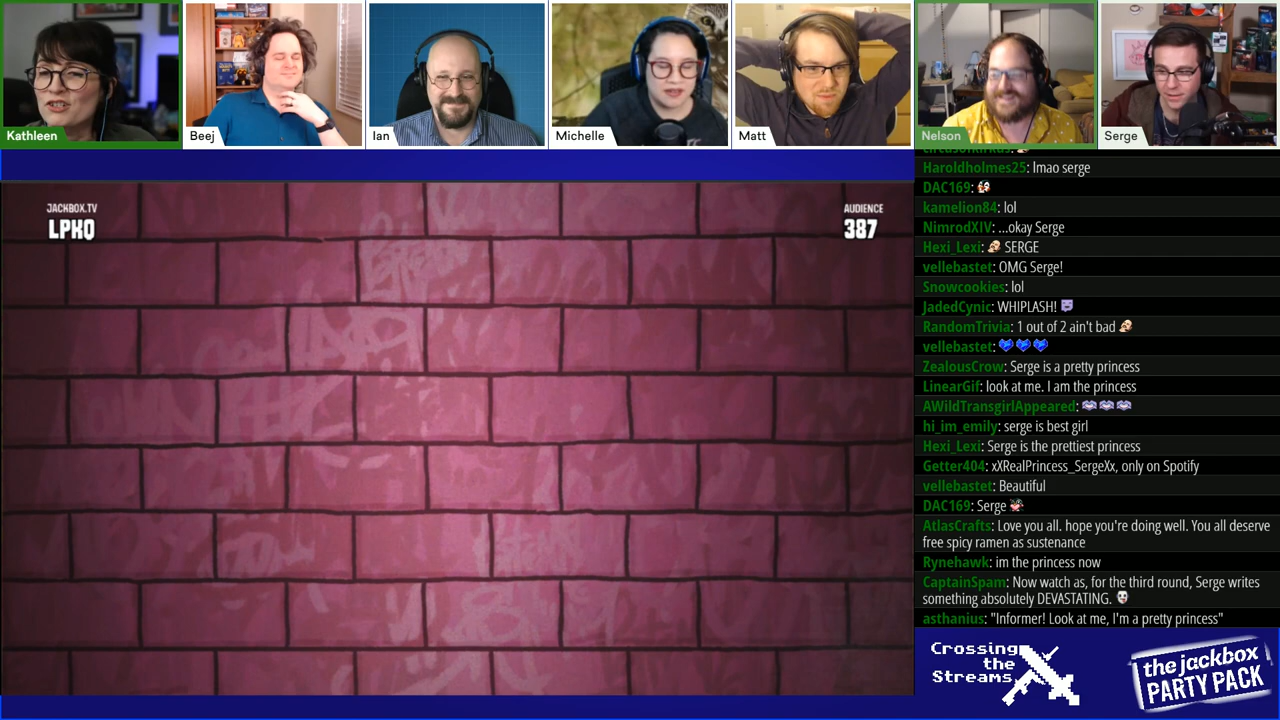 Kathleen
Beej
Ian
Michelle
Matt
Nelson
Serge
JACKBOX.TV
LPKQ
AUDIENCE
387
Haroldholmes25: lmao serge
DAC169:
kamelion84: lol
NimrodXIV: ...okay Serge
Hexi_Lexi: SERGE
vellebastet: OMG Serge!
Snowcookies: lol
JadedCynic: WHIPLASH!
RandomTrivia: 1 out of 2 ain't bad
vellebastet:
ZealousCrow: Serge is a pretty princess
LinearGif: look at me. I am the princess
AWildTransgirlAppeared:
hi_im_emily: serge is best girl
Hexi_Lexi: Serge is the prettiest princess
Getter404: xXRealPrincess_SergeXx, only on Spotify
vellebastet: Beautiful
DAC169: Serge
AtlasCrafts: Love you all. hope you're doing well. You all deserve
free spicy ramen as sustenance
Rynehawk: im the princess now
CaptainSpam: Now watch as, for the third round, Serge writes
something absolutely DEVASTATING.
asthanius: "Informer! Look at me, I'm a pretty princess"
Crossing
the
Streams
the jackbox
PARTY PACK